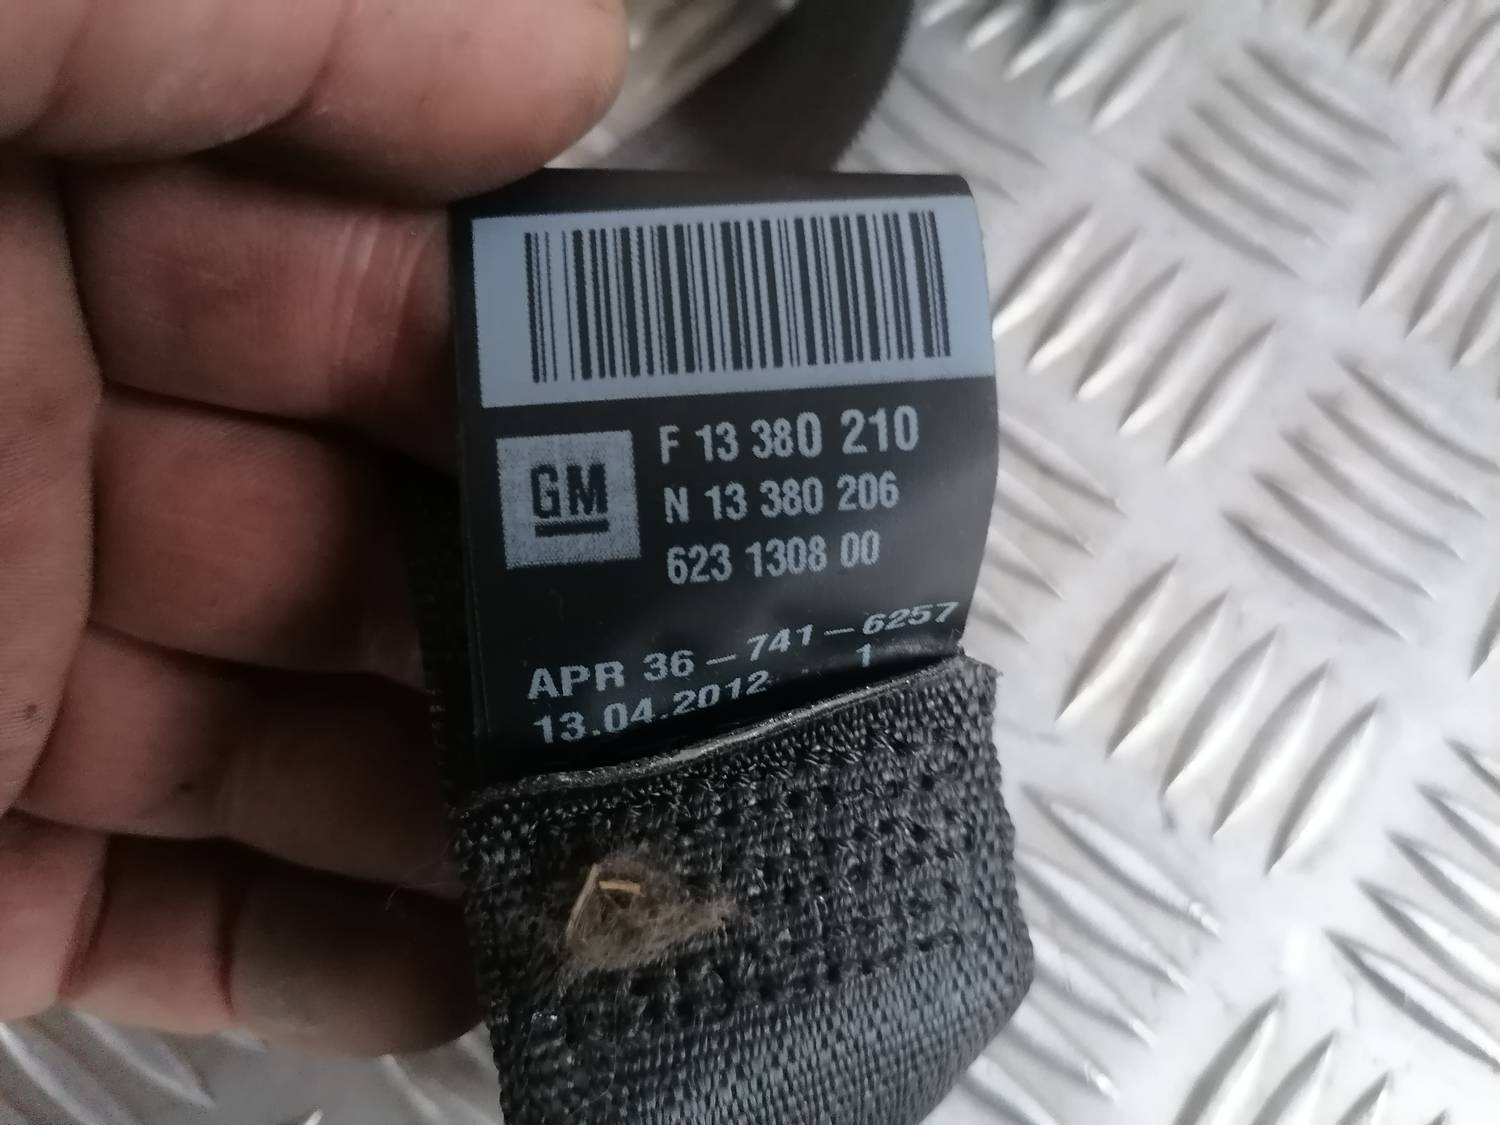 F 13 380 210
GM
N 13 380 206
623 1308 00
APR 36-741-6257
13.04.2012 1